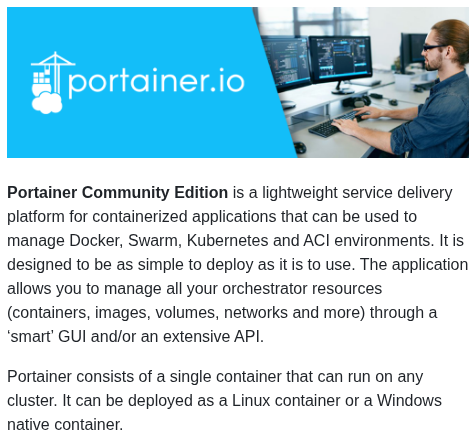 portainer.io
Portainer Community Edition is a lightweight service delivery
platform for containerized applications that can be used to
manage Docker, Swarm, Kubernetes and ACI environments. It is
designed to be as simple to deploy as it is to use. The application
allows you to manage all your orchestrator resources
(containers, images, volumes, networks and more) through a
‘smart’ GUI and/or an extensive API.
Portainer consists of a single container that can run on any
cluster. It can be deployed as a Linux container or a Windows
native container.